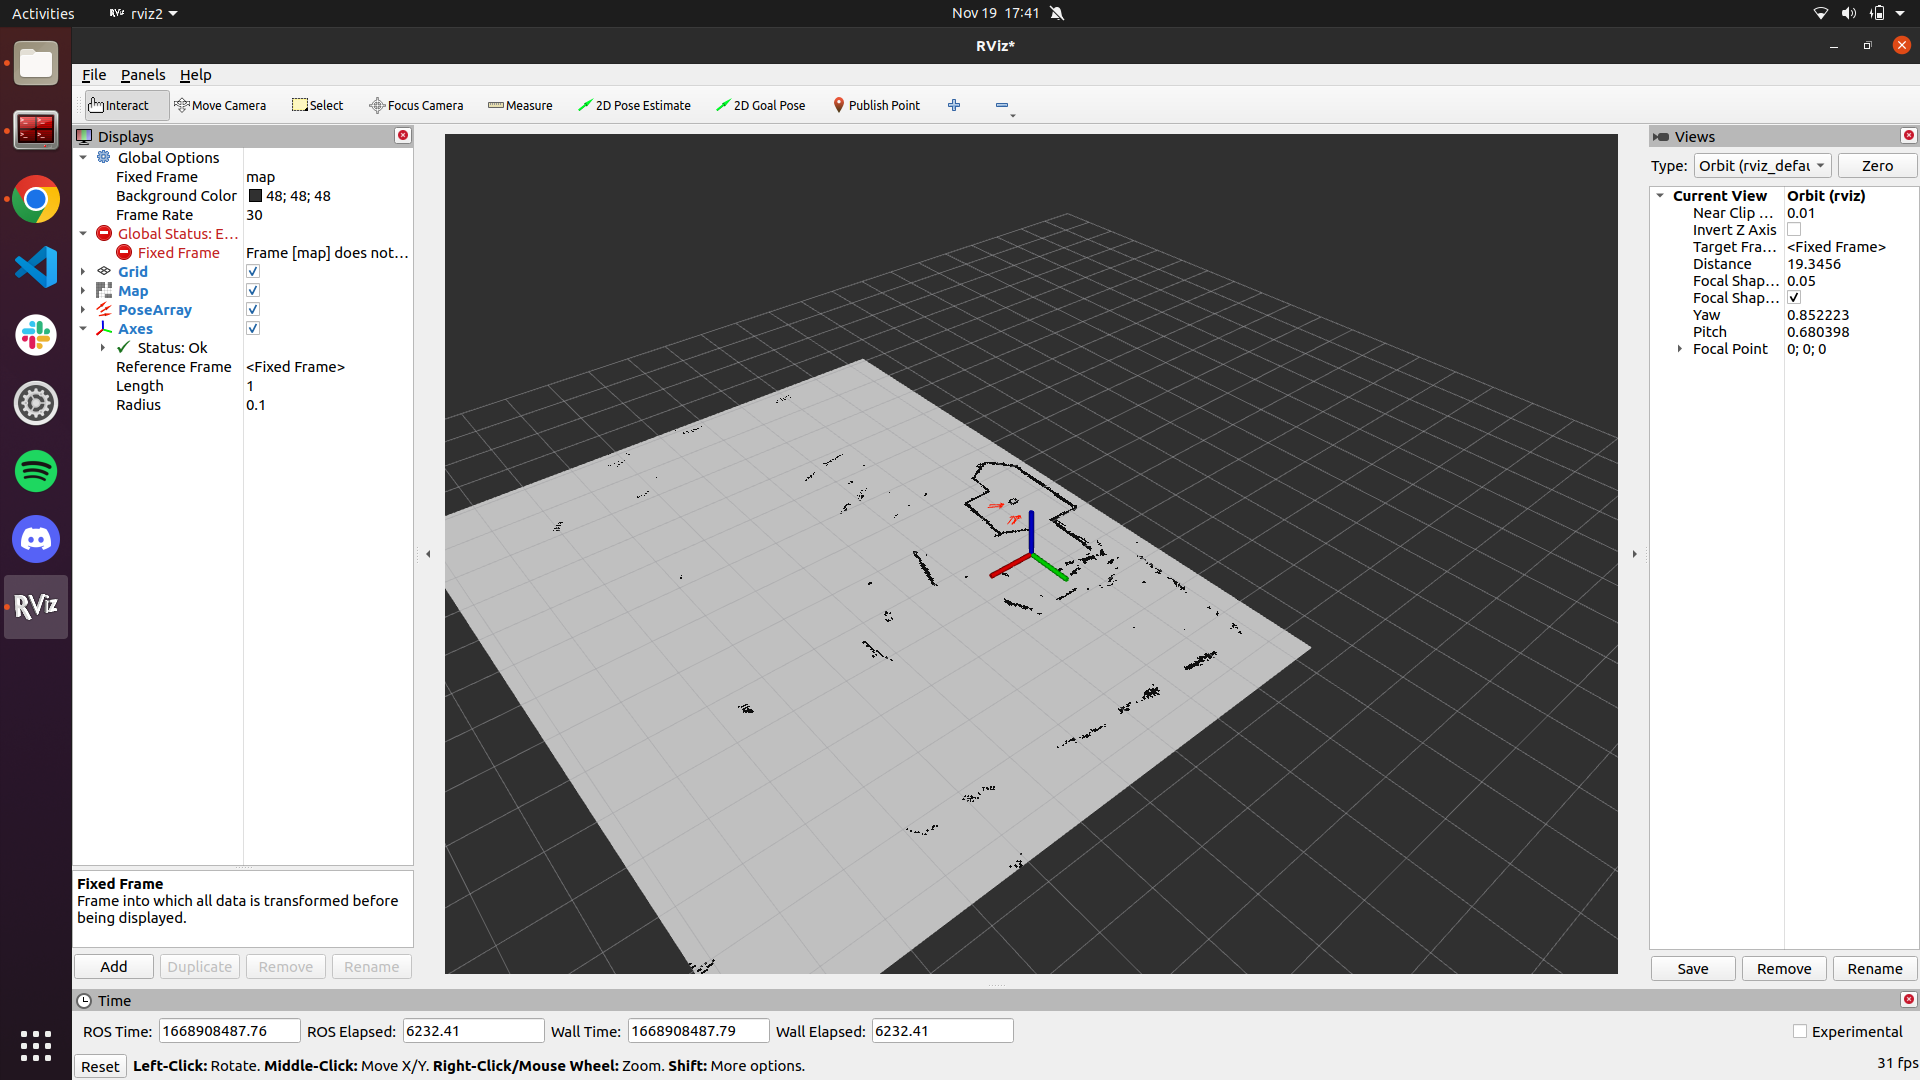 Activities rviz2 Nov 19 17:41
RViz*
File Panels Help
Interact Move Camera Select Focus Camera Measure 2D Pose Estimate 2D Goal Pose Publish Point
Displays
Global Options
Fixed Frame map
Background Color 48; 48; 48
Frame Rate 30
Global Status: E...
Fixed Frame Frame [map] does not...
Grid
Map
PoseArray
Axes
Status: Ok
Reference Frame <Fixed Frame>
Length 1
Radius 0.1
Fixed Frame
Frame into which all data is transformed before
being displayed.
Add Duplicate Remove Rename
Views
Type: Orbit (rviz_defau Zero
Current View Orbit (rviz)
Near Clip ... 0.01
Invert Z Axis
Target Fra... <Fixed Frame>
Distance 19.3456
Focal Shap... 0.05
Focal Shap...
Yaw 0.852223
Pitch 0.680398
Focal Point 0; 0; 0
Save Remove Rename
RViz
Time
ROS Time: 1668908487.76 ROS Elapsed: 6232.41 Wall Time: 1668908487.79 Wall Elapsed: 6232.41 Experimental
Reset Left-Click: Rotate. Middle-Click: Move X/Y. Right-Click/Mouse Wheel: Zoom. Shift: More options. 31 fps